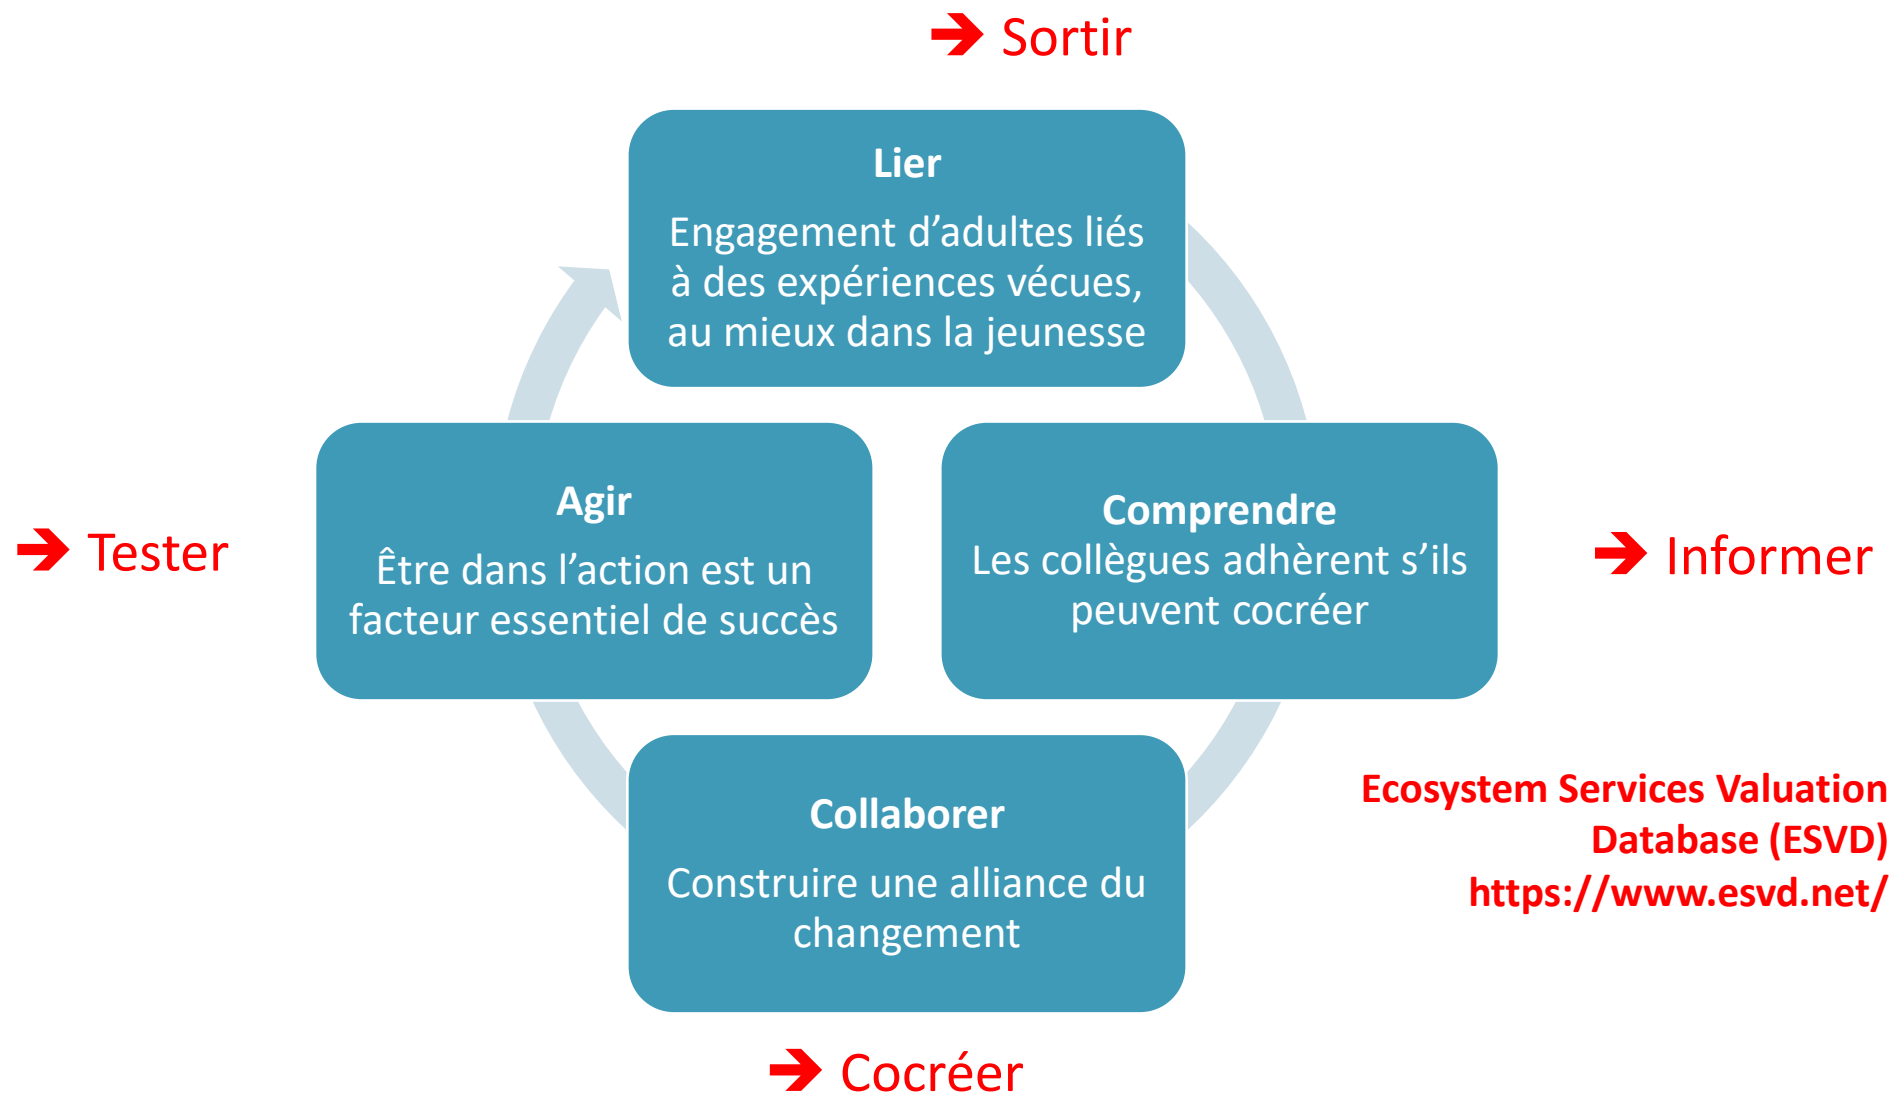 ➔ Sortir
Lier
Engagement d’adultes liés
à des expériences vécues,
au mieux dans la jeunesse
➔ Tester
Agir
Être dans l’action est un
facteur essentiel de succès
Comprendre
Les collègues adhèrent s’ils
peuvent cocréer
➔ Informer
Collaborer
Construire une alliance du
changement
Ecosystem Services Valuation
Database (ESVD)
https://www.esvd.net/
➔ Cocréer